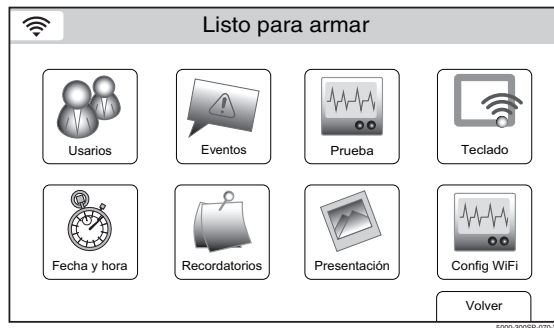 Listo para armar
Usarios
Eventos
Prueba
Teclado
Fecha y hora
Recordatorios
Presentación
Config WiFi
Volver